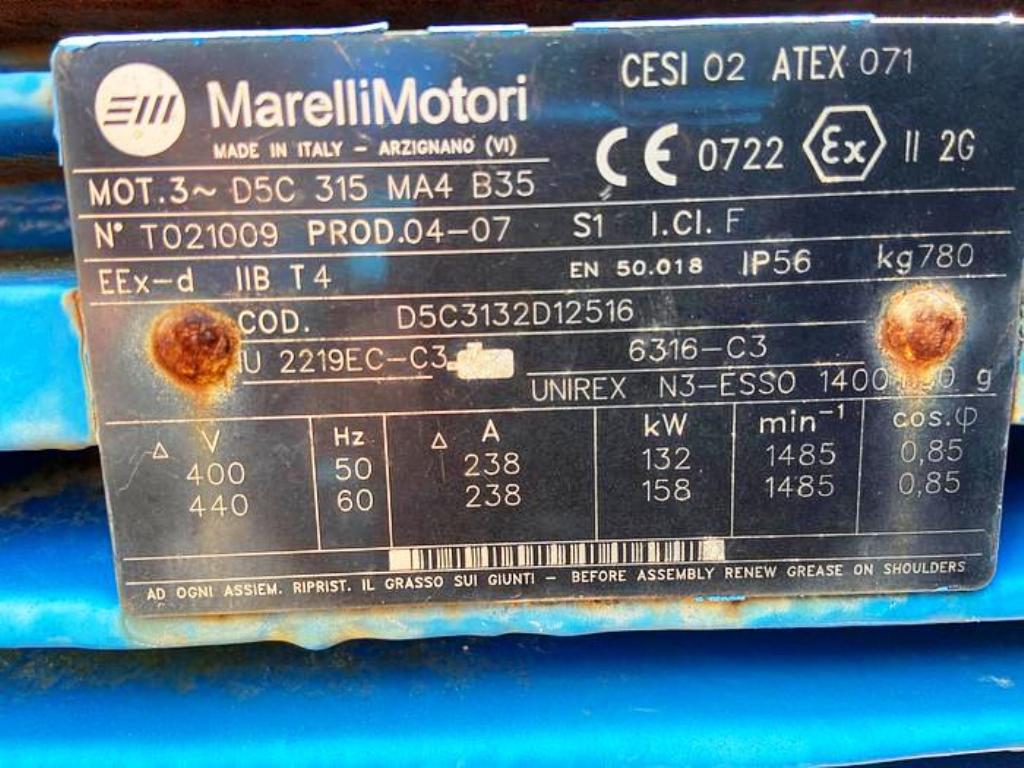 CESI 02 ATEX 071
MarelliMotori
MADE IN ITALY - ARZIGNANO (VI)
CE 0722 Ex II 2G
MOT.3~ D5C 315 MA4 B35
N° T021009 PROD.04-07 S1 I.CI. F
EEx-d IIB T4 EN 50.018 IP56 kg780
COD. D5C3132D12516
U 2219EC-C3 6316-C3
UNIREX N3-ESSO 1400 g
△ V Hz △ A kW min⁻¹ cos.φ
400 50 238 132 1485 0,85
440 60 238 158 1485 0,85
AD OGNI ASSIEM. RIPRIST. IL GRASSO SUI GIUNTI - BEFORE ASSEMBLY RENEW GREASE ON SHOULDERS